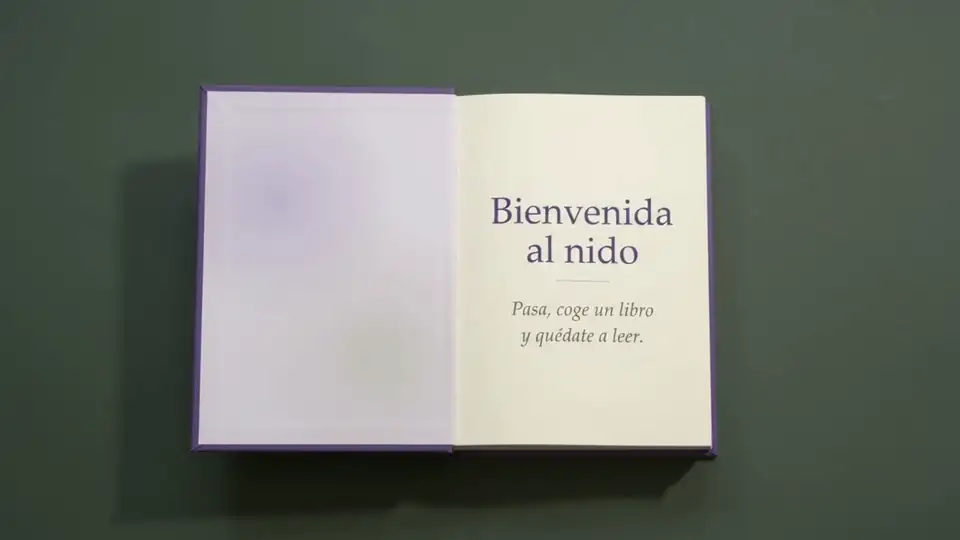 Bienvenida
al nido
Pasa, coge un libro
y quédate a leer.